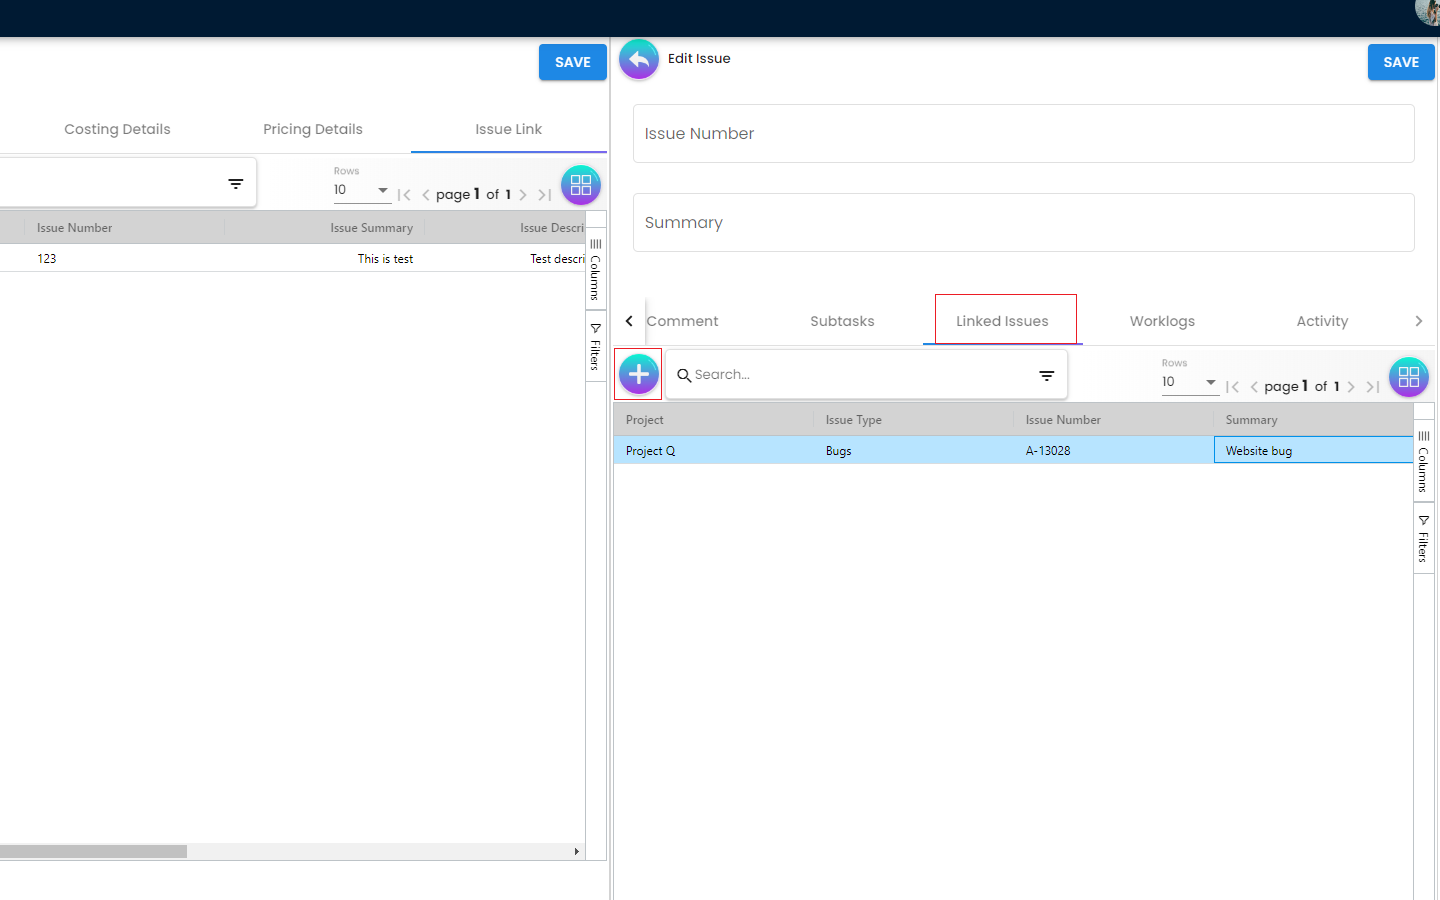 SAVE
Costing Details
Pricing Details
Issue Link
Rows
10
page 1 of 1
Issue Number
Issue Summary
Issue Descri
123
This is test
Test descri
Columns
Filters
Edit Issue
SAVE
Issue Number
Summary
Comment
Subtasks
Linked Issues
Worklogs
Activity
Search...
Rows
10
page 1 of 1
Project
Issue Type
Issue Number
Summary
Project Q
Bugs
A-13028
Website bug
Columns
Filters